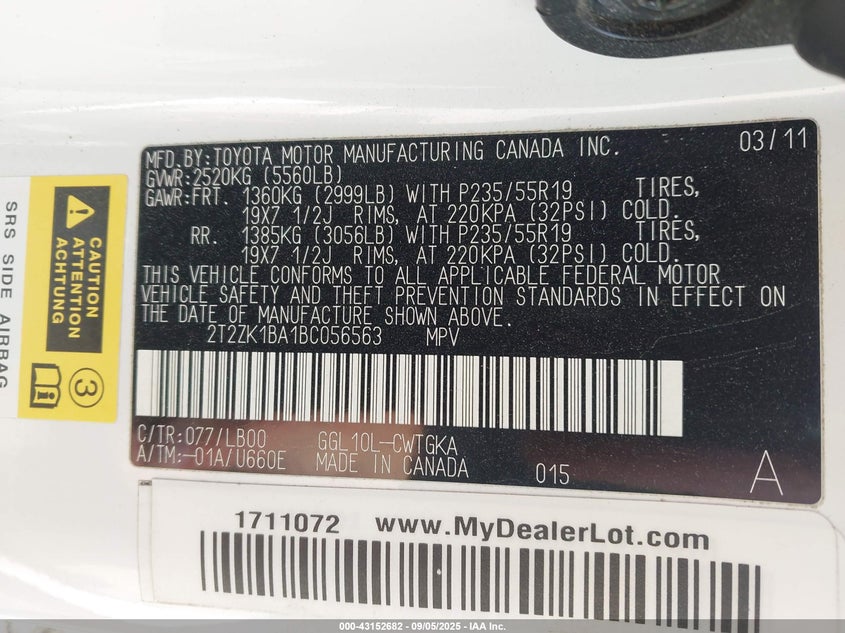 MFD.BY:TOYOTA MOTOR MANUFACTURING CANADA INC. 03/11
GVWR:2520KG (5560LB)
GAWR:FRT. 1360KG (2999LB) WITH P235/55R19 TIRES,
19X7 1/2J RIMS, AT 220KPA (32PSI) COLD.
RR. 1385KG (3056LB) WITH P235/55R19 TIRES,
19X7 1/2J RIMS, AT 220KPA (32PSI) COLD.
THIS VEHICLE CONFORMS TO ALL APPLICABLE FEDERAL MOTOR
VEHICLE SAFETY AND THEFT PREVENTION STANDARDS IN EFFECT ON
THE DATE OF MANUFACTURE SHOWN ABOVE.
2T2ZK1BA1BC056563 MPV
C/TR:077/LB00 GGL10L-CWTGKA
A/TM:-01A/U660E MADE IN CANADA 015 A
SRS SIDE AIRBAG
CAUTION
ATTENTION
ACHTUNG
3
1711072 www.MyDealerLot.com
000-43152682 - 09/05/2025 - IAA Inc.